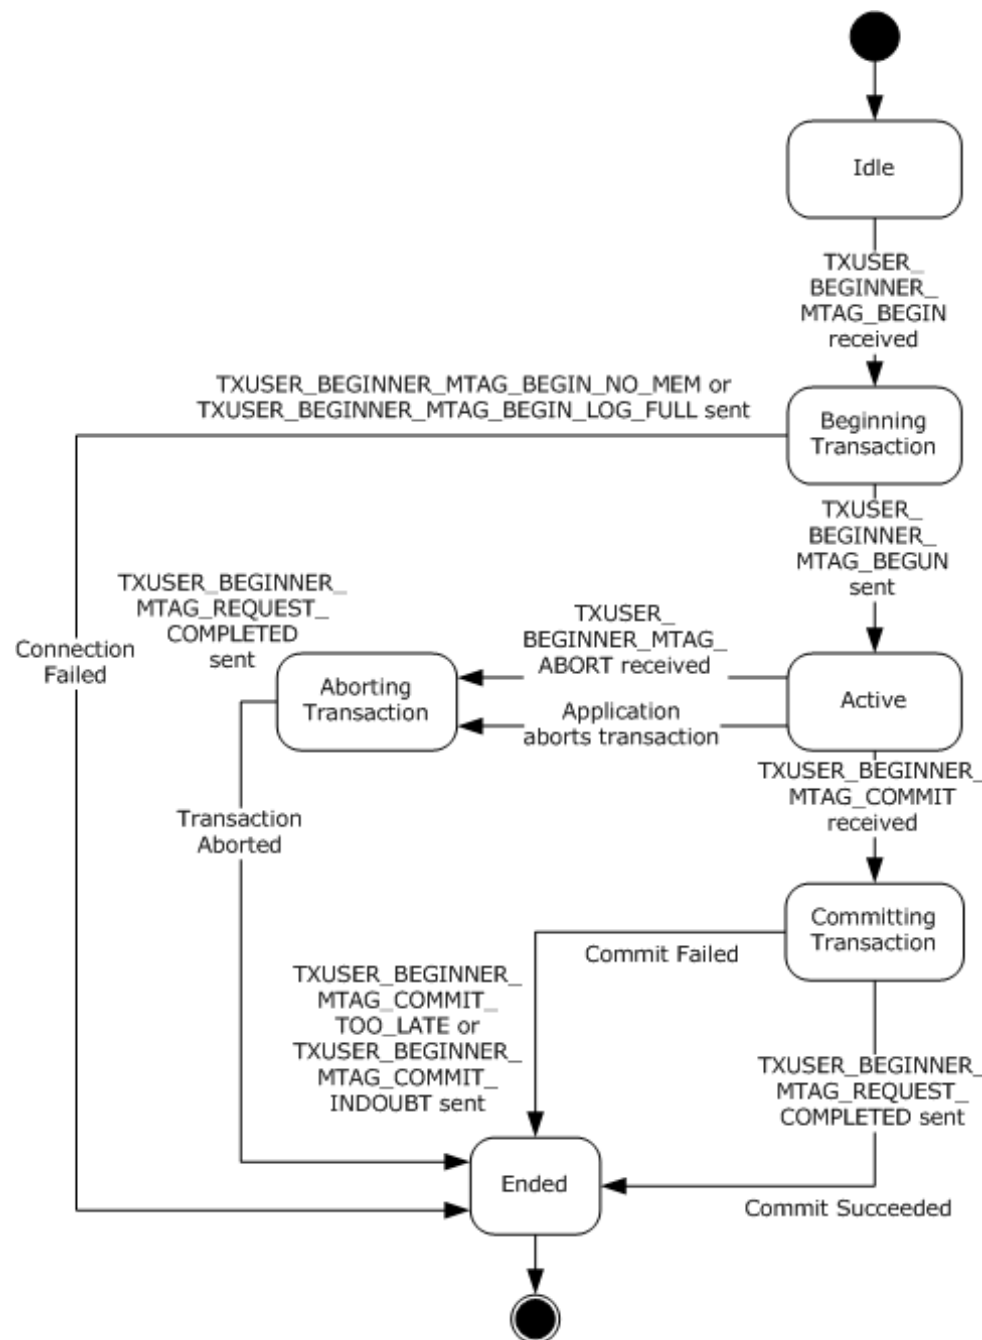 Idle
TXUSER_
BEGINNER_
MTAG_BEGIN
received
TXUSER_BEGINNER_MTAG_BEGIN_NO_MEM or
TXUSER_BEGINNER_MTAG_BEGIN_LOG_FULL sent
Beginning
Transaction
TXUSER_
BEGINNER_
MTAG_BEGUN
sent
TXUSER_BEGINNER_
MTAG_REQUEST_
COMPLETED
sent
Connection
Failed
TXUSER_
BEGINNER_MTAG_
ABORT received
Aborting
Transaction
Application
aborts transaction
Active
TXUSER_BEGINNER_
MTAG_COMMIT
received
Transaction
Aborted
Committing
Transaction
Commit Failed
TXUSER_BEGINNER_
MTAG_COMMIT_
TOO_LATE or
TXUSER_BEGINNER_
MTAG_COMMIT_
INDOUBT sent
TXUSER_BEGINNER_
MTAG_REQUEST_
COMPLETED sent
Ended
Commit Succeeded